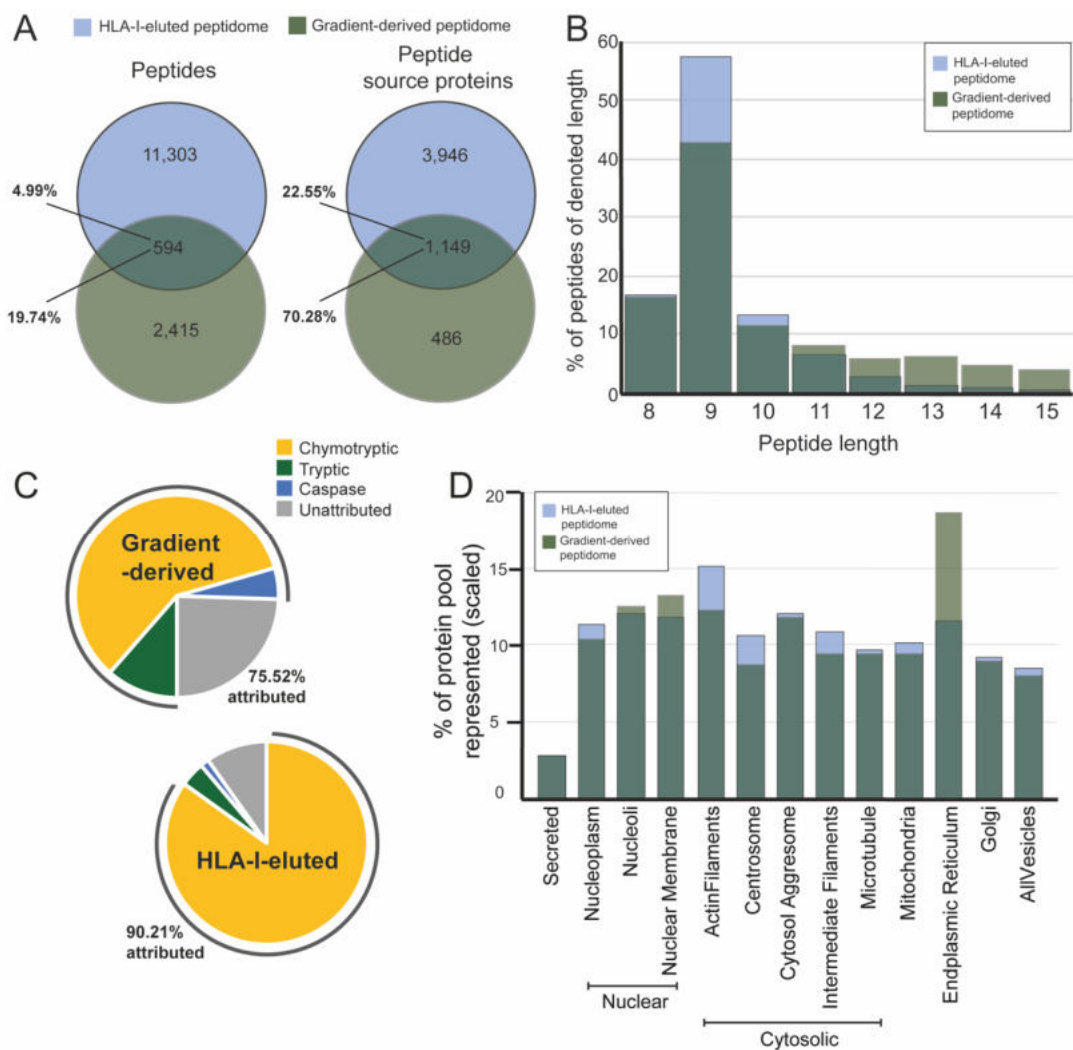 A
HLA-I-eluted peptidome
Gradient-derived peptidome
Peptides
Peptide
source proteins
11,303
3,946
4.99%
22.55%
594
1,149
19.74%
70.28%
2,415
486
B
HLA-I-eluted
peptidome
Gradient-derived
peptidome
% of peptides of denoted length
60
50
40
30
20
10
0
8 9 10 11 12 13 14 15
Peptide length
C
Chymotryptic
Tryptic
Caspase
Unattributed
Gradient
-derived
75.52%
attributed
HLA-I-eluted
90.21%
attributed
D
HLA-I-eluted
peptidome
Gradient-derived
peptidome
% of protein pool
represented (scaled)
20
15
10
5
0
Secreted
Nucleoplasm
Nucleoli
Nuclear Membrane
ActinFilaments
Centrosome
Cytosol Aggresome
Intermediate Filaments
Microtubule
Mitochondria
Endplasmic Reticulum
Golgi
AllVesicles
Nuclear
Cytosolic